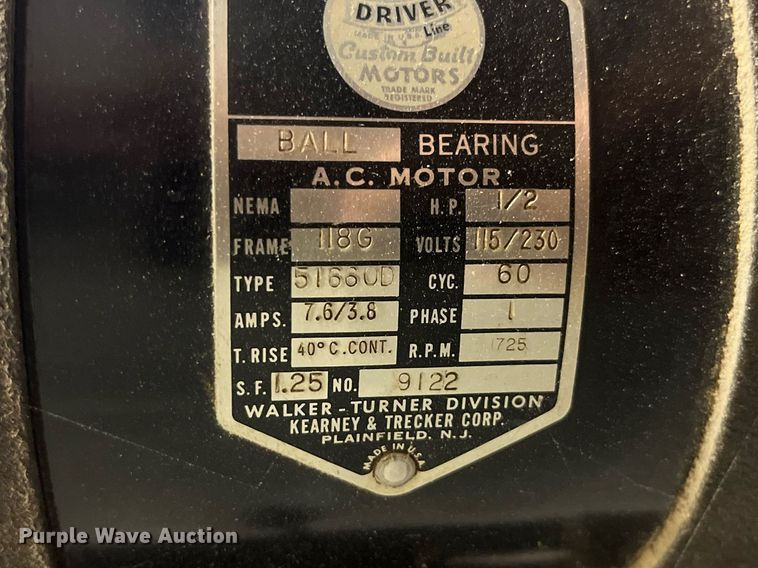 DRIVER
MADE IN U.S.A.
Line
Custom Built
MOTORS
TRADE MARK
REGISTERED
BALL BEARING
A.C. MOTOR
NEMA H.P. 1/2
FRAME 118G VOLTS 115/230
TYPE 51660D CYC. 60
AMPS. 7.6/3.8 PHASE 1
T. RISE 40°C.CONT. R.P.M. 1725
S.F. 1.25 NO. 9122
WALKER-TURNER DIVISION
KEARNEY & TRECKER CORP.
PLAINFIELD, N.J.
MADE IN U.S.A.
Purple Wave Auction